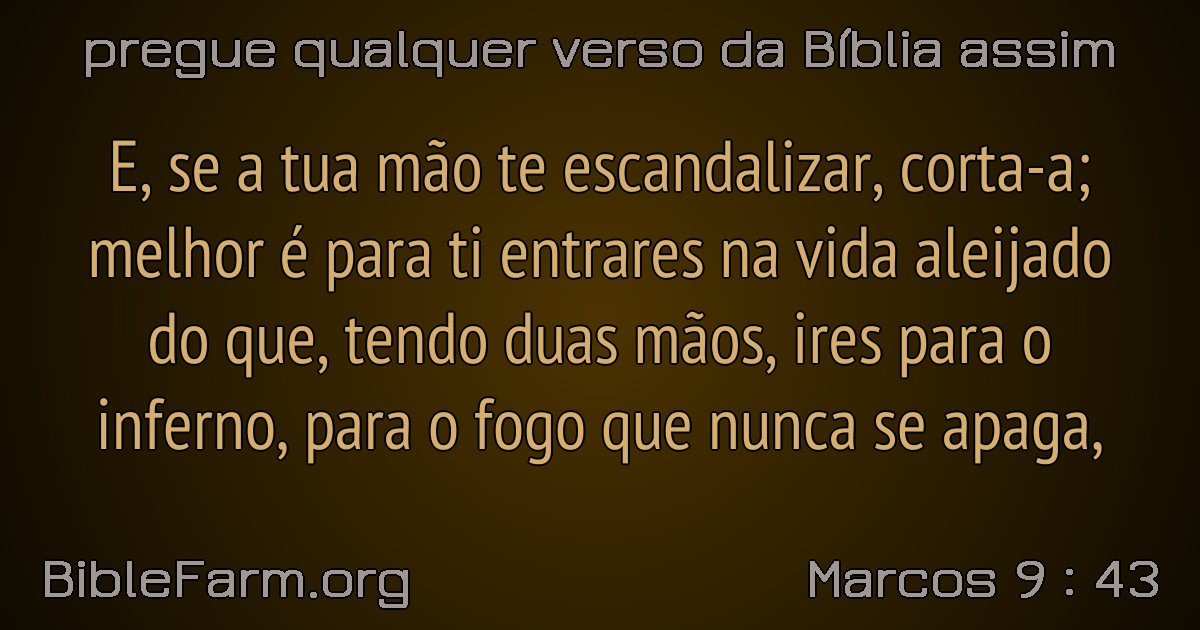 pregue qualquer verso da Bíblia assim
E, se a tua mão te escandalizar, corta-a;
melhor é para ti entrares na vida aleijado
do que, tendo duas mãos, ires para o
inferno, para o fogo que nunca se apaga,
BibleFarm.org
Marcos 9 : 43